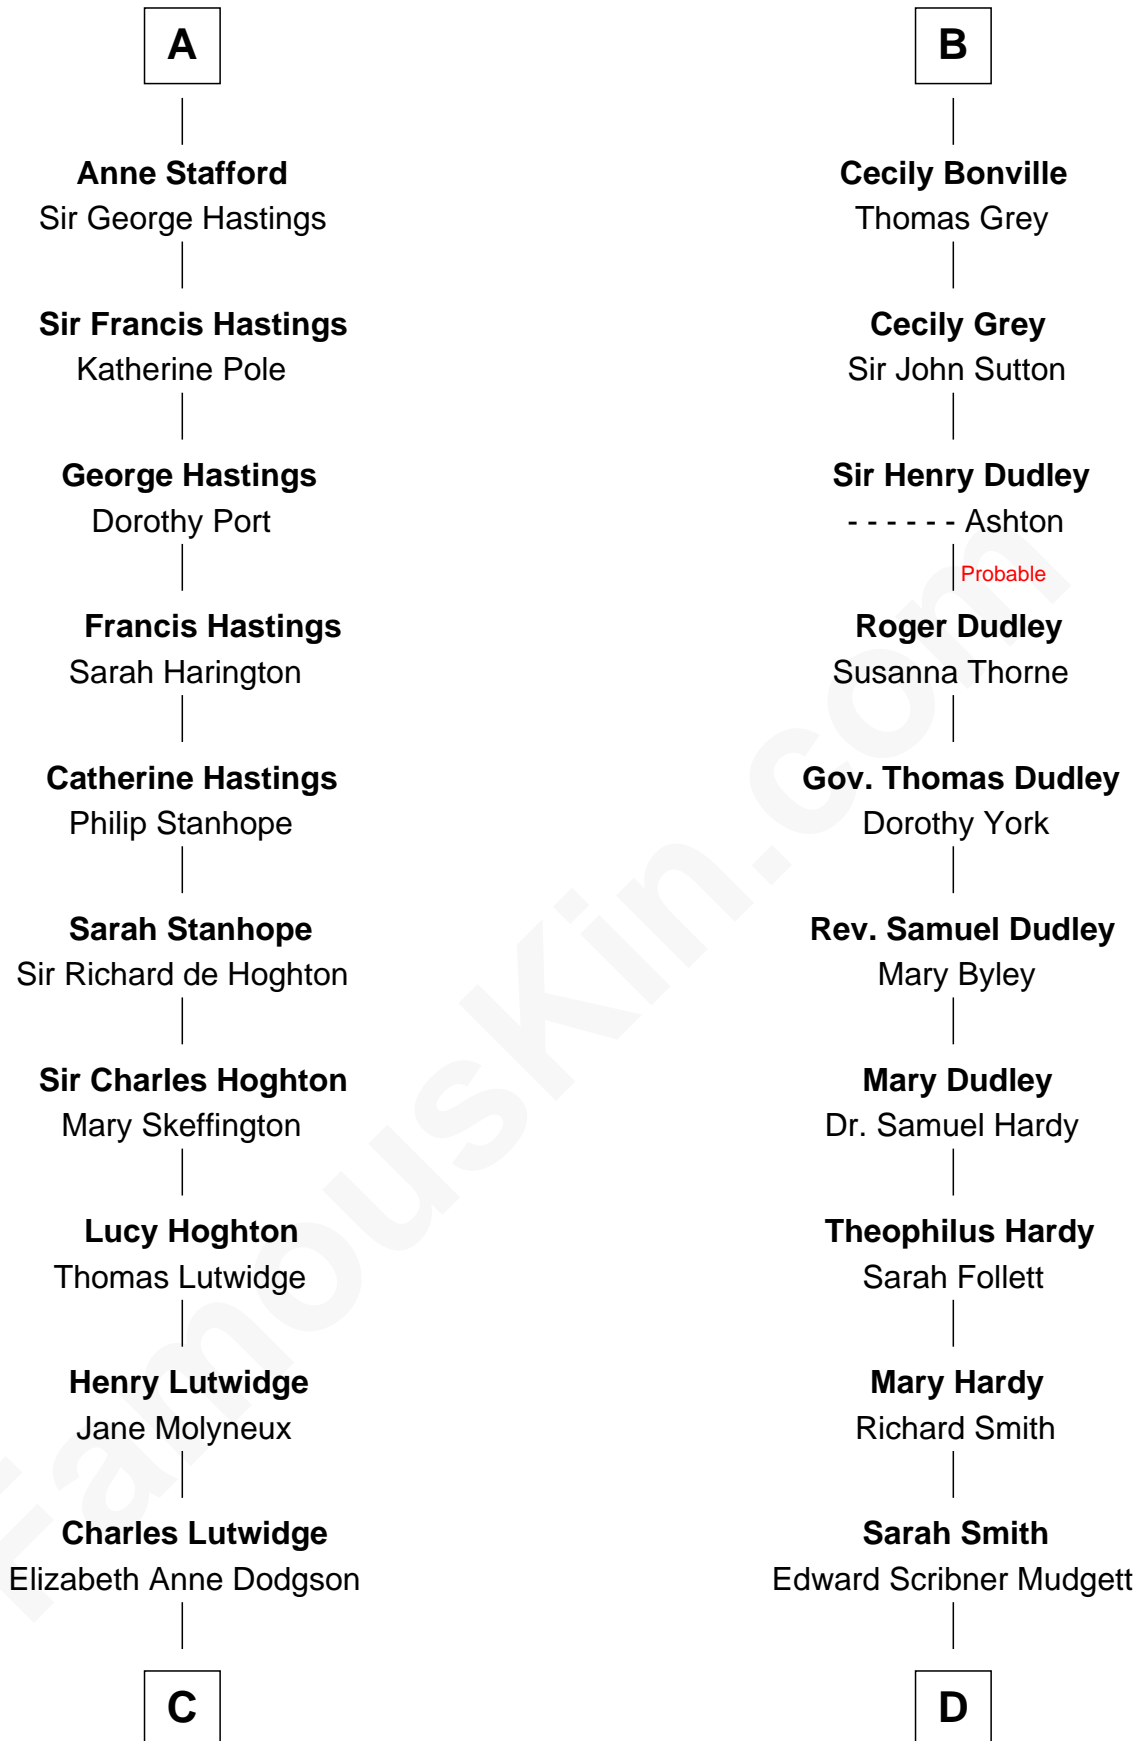 A
Anne Stafford
Sir George Hastings
Sir Francis Hastings
Katherine Pole
George Hastings
Dorothy Port
Francis Hastings
Sarah Harington
Catherine Hastings
Philip Stanhope
Sarah Stanhope
Sir Richard de Hoghton
Sir Charles Hoghton
Mary Skeffington
Lucy Hoghton
Thomas Lutwidge
Henry Lutwidge
Jane Molyneux
Charles Lutwidge
Elizabeth Anne Dodgson
C
B
Cecily Bonville
Thomas Grey
Cecily Grey
Sir John Sutton
Sir Henry Dudley
- - - - - - Ashton
Probable
Roger Dudley
Susanna Thorne
Gov. Thomas Dudley
Dorothy York
Rev. Samuel Dudley
Mary Byley
Mary Dudley
Dr. Samuel Hardy
Theophilus Hardy
Sarah Follett
Mary Hardy
Richard Smith
Sarah Smith
Edward Scribner Mudgett
D
FamousKin.com